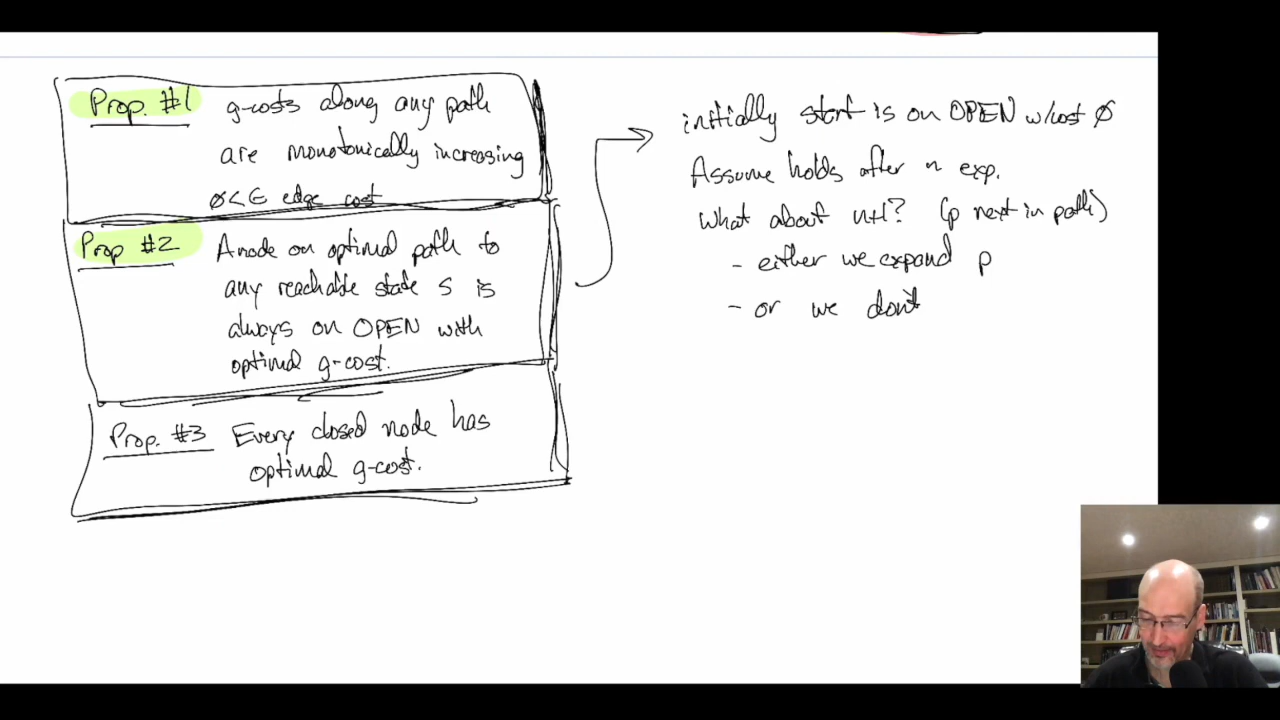 Prop. #1 g-costs along any path
are monotonically increasing
0 < ε edge cost
Prop #2 A node on optimal path to
any reachable state S is
always on OPEN with
optimal g-cost.
Prop. #3 Every closed node has
optimal g-cost.
initially start is on OPEN w/cost 0
Assume holds after n exp.
What about n+1? (p next in path)
- either we expand p
- or we don't